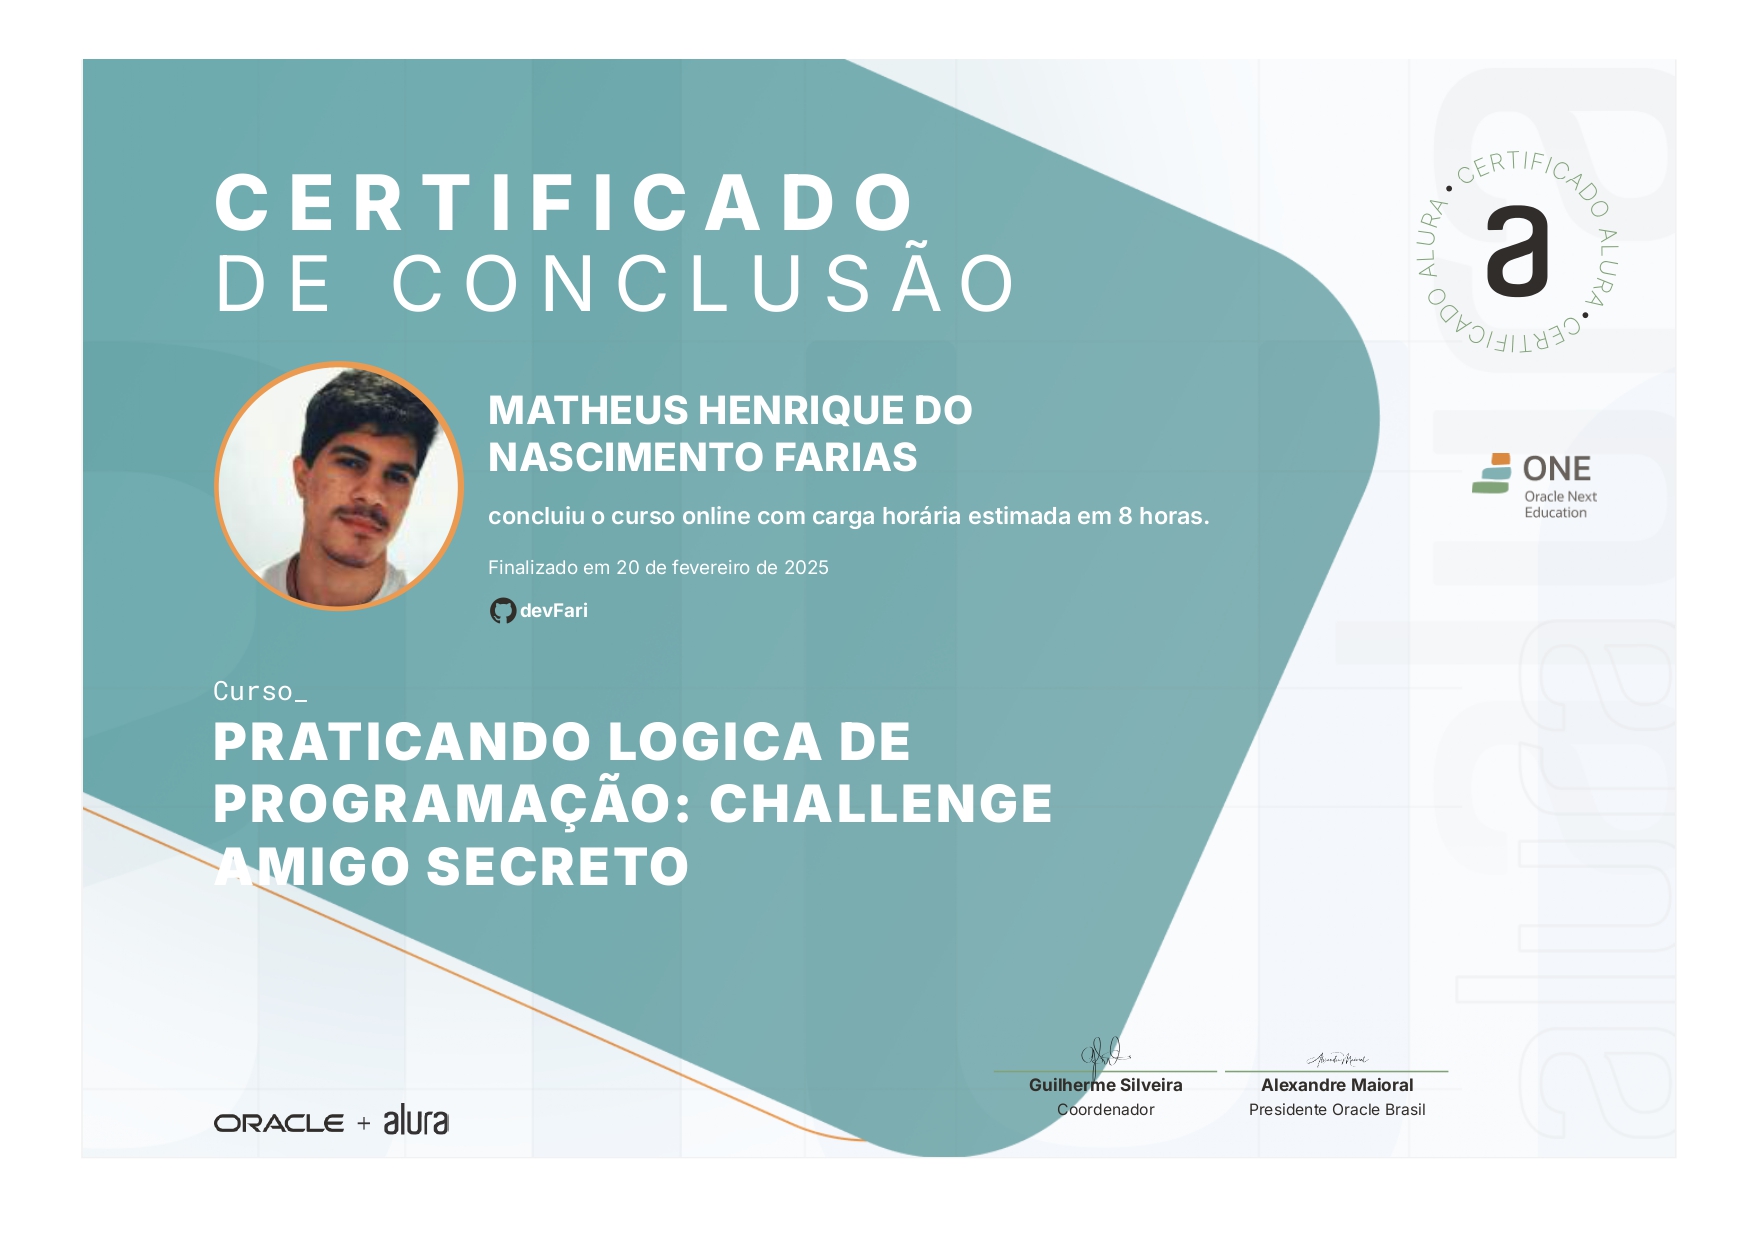 CERTIFICADO
DE CONCLUSÃO
CERTIFICADO ALURA • CERTIFICADO ALURA •
a
MATHEUS HENRIQUE DO
NASCIMENTO FARIAS
concluiu o curso online com carga horária estimada em 8 horas.
Finalizado em 20 de fevereiro de 2025
devFari
ONE
Oracle Next
Education
Curso_
PRATICANDO LOGICA DE
PROGRAMAÇÃO: CHALLENGE
AMIGO SECRETO
Guilherme Silveira
Coordenador
Alexandre Maioral
Presidente Oracle Brasil
ORACLE + alura
alura
alura